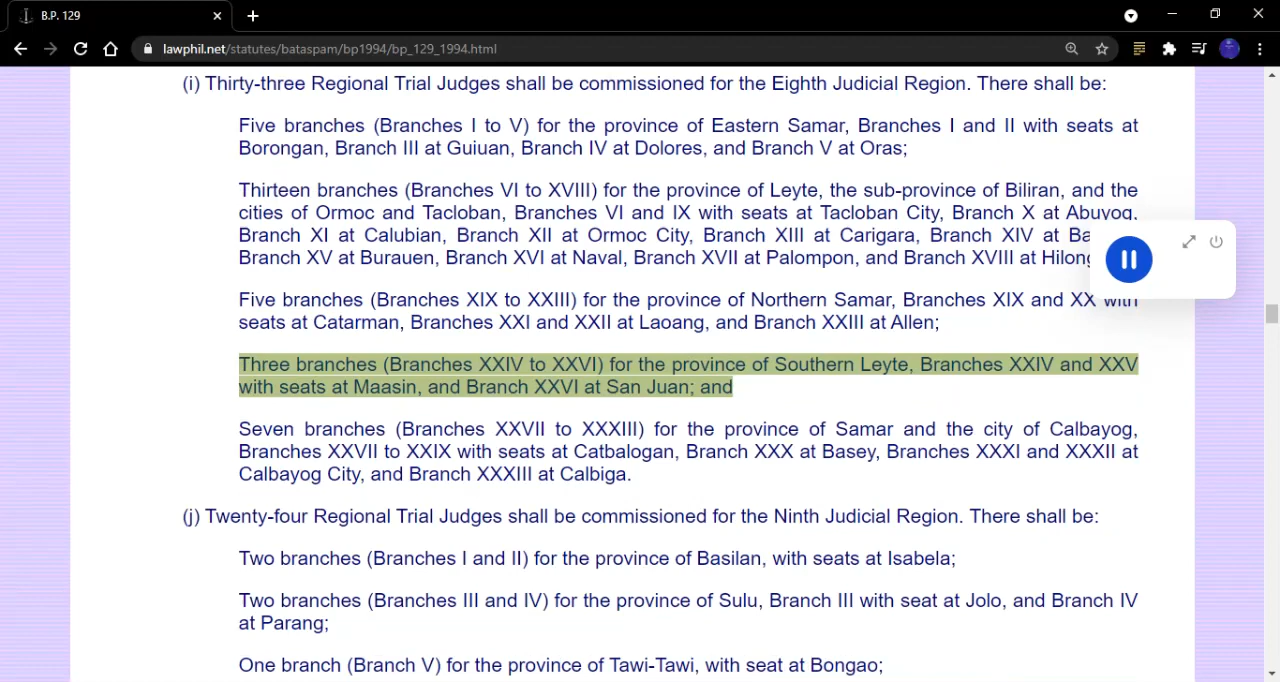 B.P. 129
lawphil.net/statutes/bataspam/bp1994/bp_129_1994.html
(i) Thirty-three Regional Trial Judges shall be commissioned for the Eighth Judicial Region. There shall be:
Five branches (Branches I to V) for the province of Eastern Samar, Branches I and II with seats at
Borongan, Branch III at Guiuan, Branch IV at Dolores, and Branch V at Oras;
Thirteen branches (Branches VI to XVIII) for the province of Leyte, the sub-province of Biliran, and the
cities of Ormoc and Tacloban, Branches VI and IX with seats at Tacloban City, Branch X at Abuyog,
Branch XI at Calubian, Branch XII at Ormoc City, Branch XIII at Carigara, Branch XIV at
Branch XV at Burauen, Branch XVI at Naval, Branch XVII at Palompon, and Branch XVIII at
Five branches (Branches XIX to XXIII) for the province of Northern Samar, Branches XIX and XX with
seats at Catarman, Branches XXI and XXII at Laoang, and Branch XXIII at Allen;
Three branches (Branches XXIV to XXVI) for the province of Southern Leyte, Branches XXIV and XXV
with seats at Maasin, and Branch XXVI at San Juan; and
Seven branches (Branches XXVII to XXXIII) for the province of Samar and the city of Calbayog,
Branches XXVII to XXIX with seats at Catbalogan, Branch XXX at Basey, Branches XXXI and XXXII at
Calbayog City, and Branch XXXIII at Calbiga.
(j) Twenty-four Regional Trial Judges shall be commissioned for the Ninth Judicial Region. There shall be:
Two branches (Branches I and II) for the province of Basilan, with seats at Isabela;
Two branches (Branches III and IV) for the province of Sulu, Branch III with seat at Jolo, and Branch IV
at Parang;
One branch (Branch V) for the province of Tawi-Tawi, with seat at Bongao;